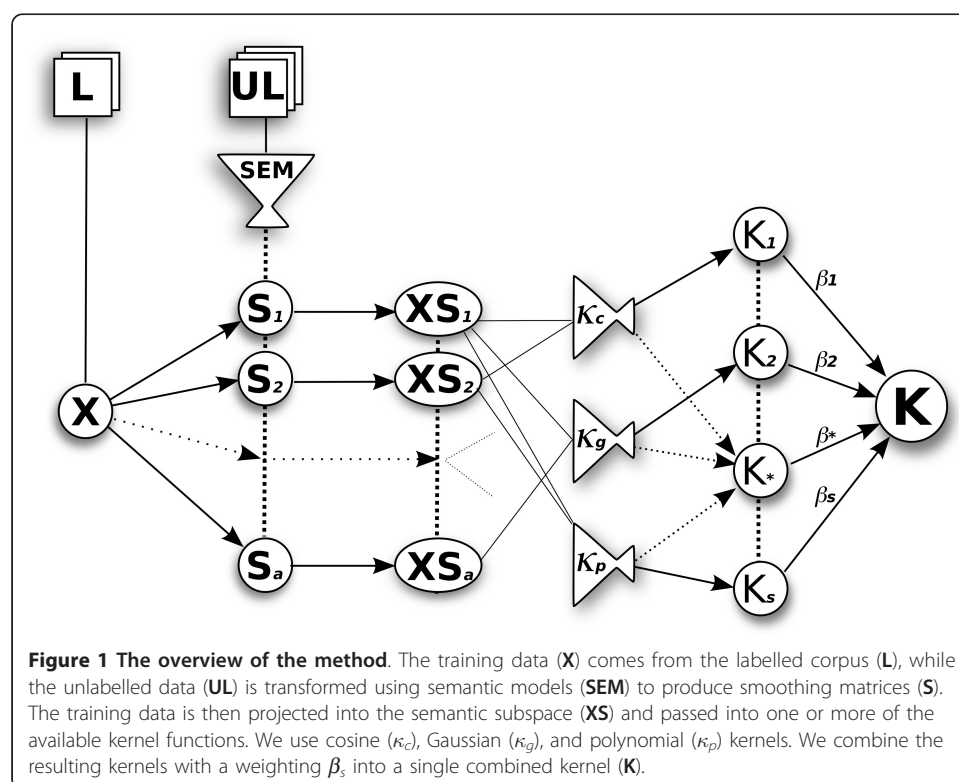 L
UL
SEM
X
S1
S2
Sa
XS1
XS2
XSa
κc
κg
κp
K1
K2
K*
Ks
β1
β2
β*
βs
K
Figure 1 The overview of the method. The training data (X) comes from the labelled corpus (L), while
the unlabelled data (UL) is transformed using semantic models (SEM) to produce smoothing matrices (S).
The training data is then projected into the semantic subspace (XS) and passed into one or more of the
available kernel functions. We use cosine (κc), Gaussian (κg), and polynomial (κp) kernels. We combine the
resulting kernels with a weighting βs into a single combined kernel (K).